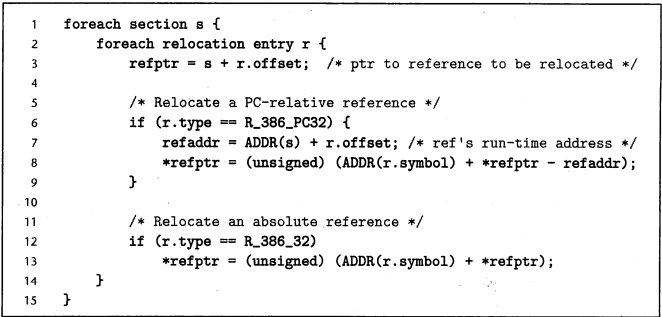 1 foreach section s {
2 foreach relocation entry r {
3 refptr = s + r.offset; /* ptr to reference to be relocated */
4
5 /* Relocate a PC-relative reference */
6 if (r.type == R_386_PC32) {
7 refaddr = ADDR(s) + r.offset; /* ref's run-time address */
8 *refptr = (unsigned) (ADDR(r.symbol) + *refptr - refaddr);
9 }
10
11 /* Relocate an absolute reference */
12 if (r.type == R_386_32)
13 *refptr = (unsigned) (ADDR(r.symbol) + *refptr);
14 }
15 }